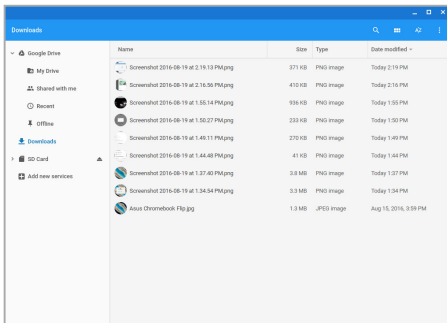 Downloads
Google Drive
My Drive
Shared with me
Recent
Offline
Downloads
SD Card
Add new services
Name Size Type Date modified
Screenshot 2016-08-19 at 2.19.13 PM.png 371 KB PNG image Today 2:19 PM
Screenshot 2016-08-19 at 2.16.56 PM.png 410 KB PNG image Today 2:16 PM
Screenshot 2016-08-19 at 1.55.14 PM.png 936 KB PNG image Today 1:55 PM
Screenshot 2016-08-19 at 1.50.27 PM.png 233 KB PNG image Today 1:50 PM
Screenshot 2016-08-19 at 1.49.11 PM.png 270 KB PNG image Today 1:49 PM
Screenshot 2016-08-19 at 1.44.48 PM.png 41 KB PNG image Today 1:44 PM
Screenshot 2016-08-19 at 1.37.40 PM.png 3.8 MB PNG image Today 1:37 PM
Screenshot 2016-08-19 at 1.34.54 PM.png 3.3 MB PNG image Today 1:34 PM
Asus Chromebook Flip.jpg 1.3 MB JPEG image Aug 15, 2016, 3:59 PM